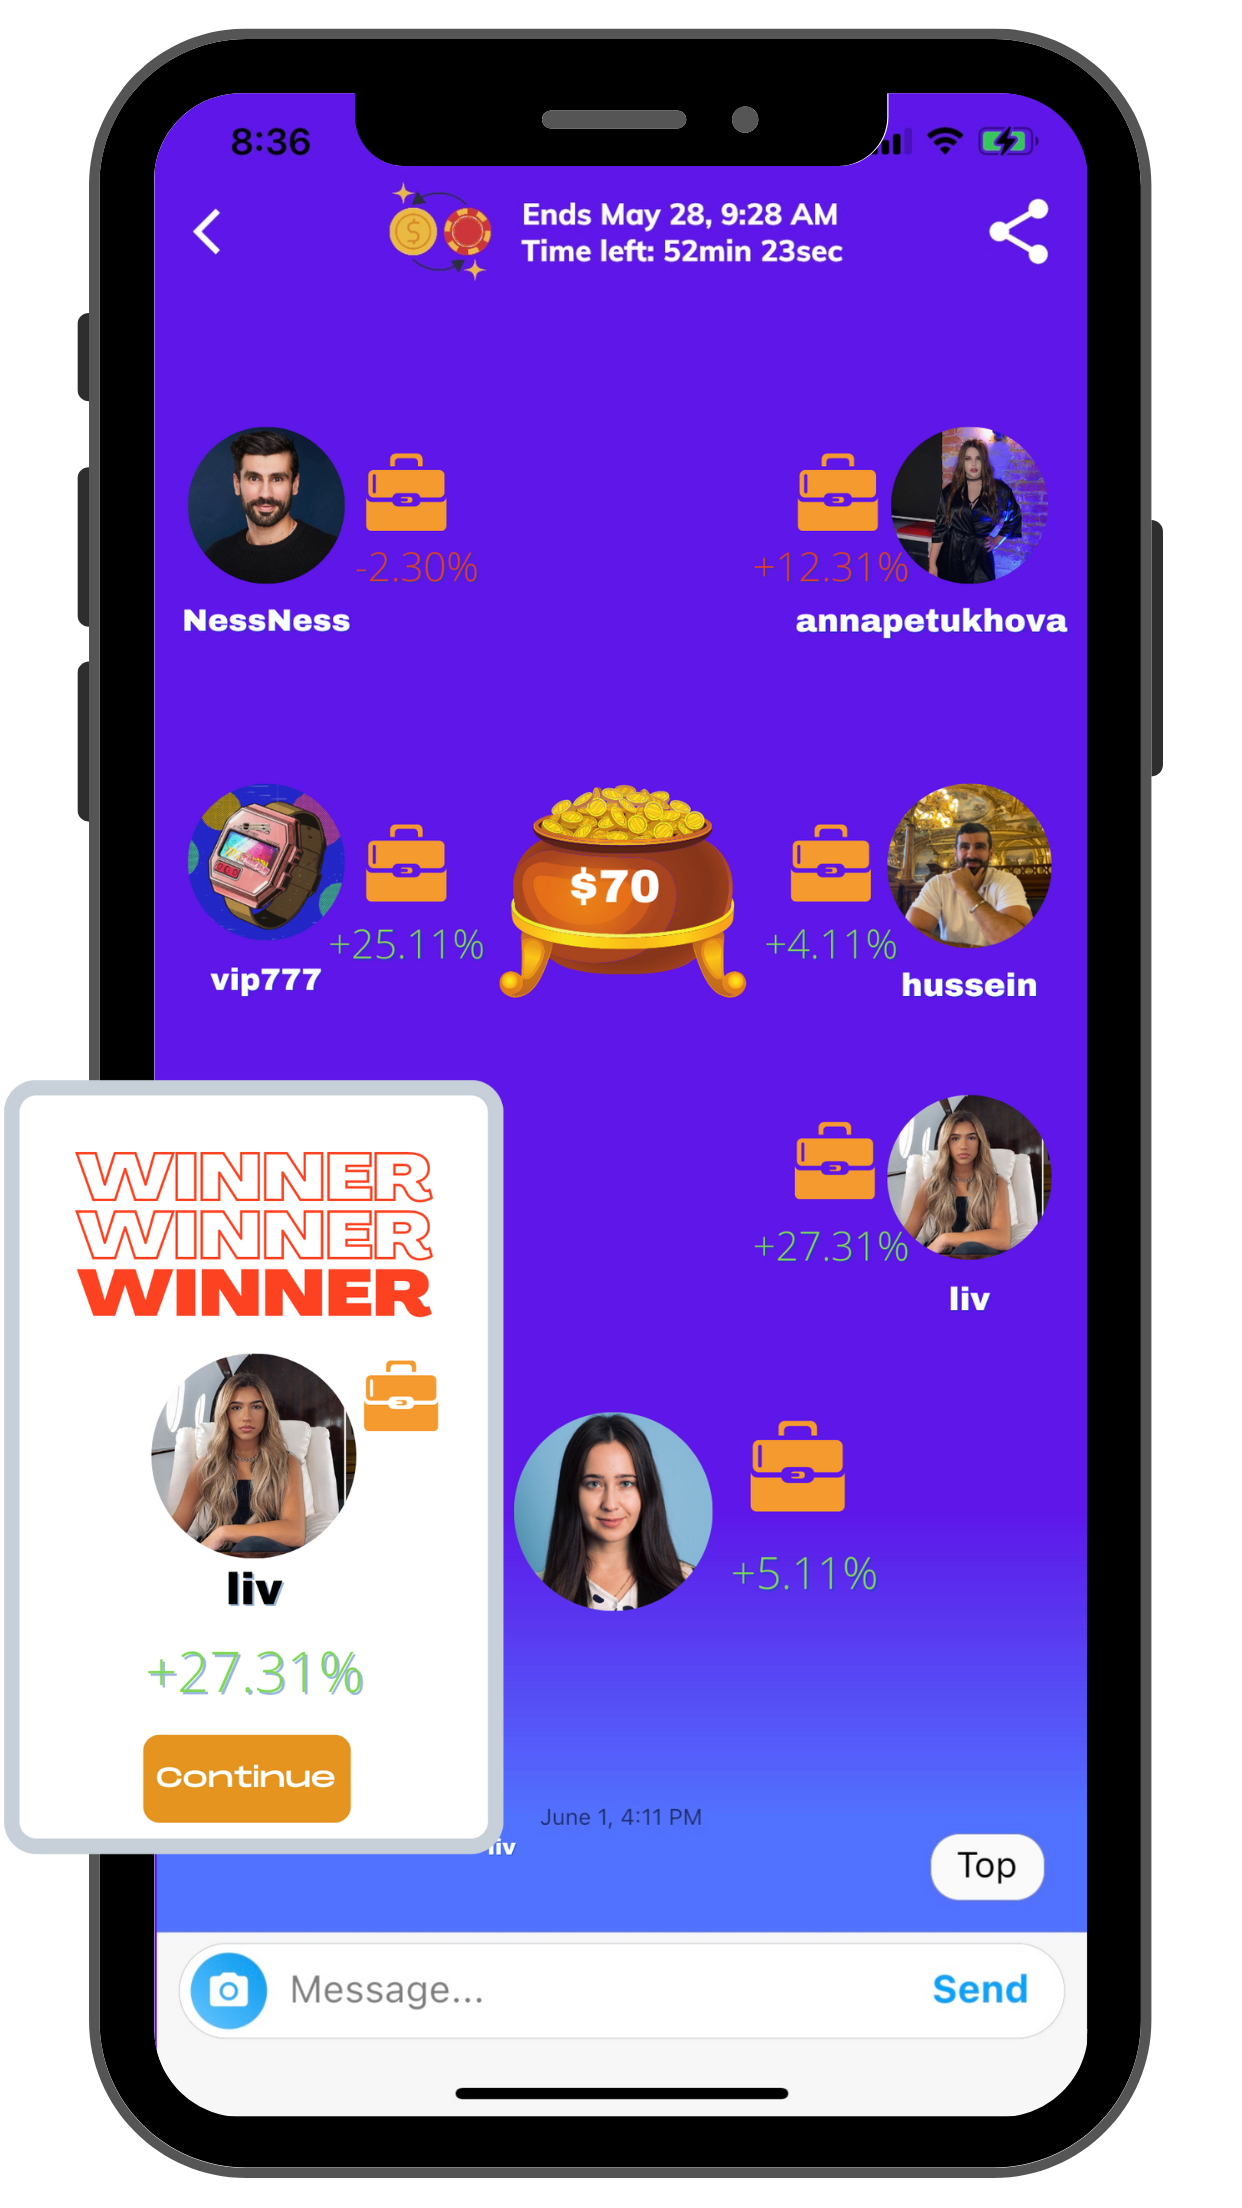 8:36
Ends May 28, 9:28 AM
Time left: 52min 23sec
-2.30%
+12.31%
NessNess
annapetukhova
$70
+25.11%
+4.11%
vip777
hussein
WINNER
WINNER
WINNER
+27.31%
liv
liv
+5.11%
+27.31%
Continue
June 1, 4:11 PM
liv
Top
Message...
Send